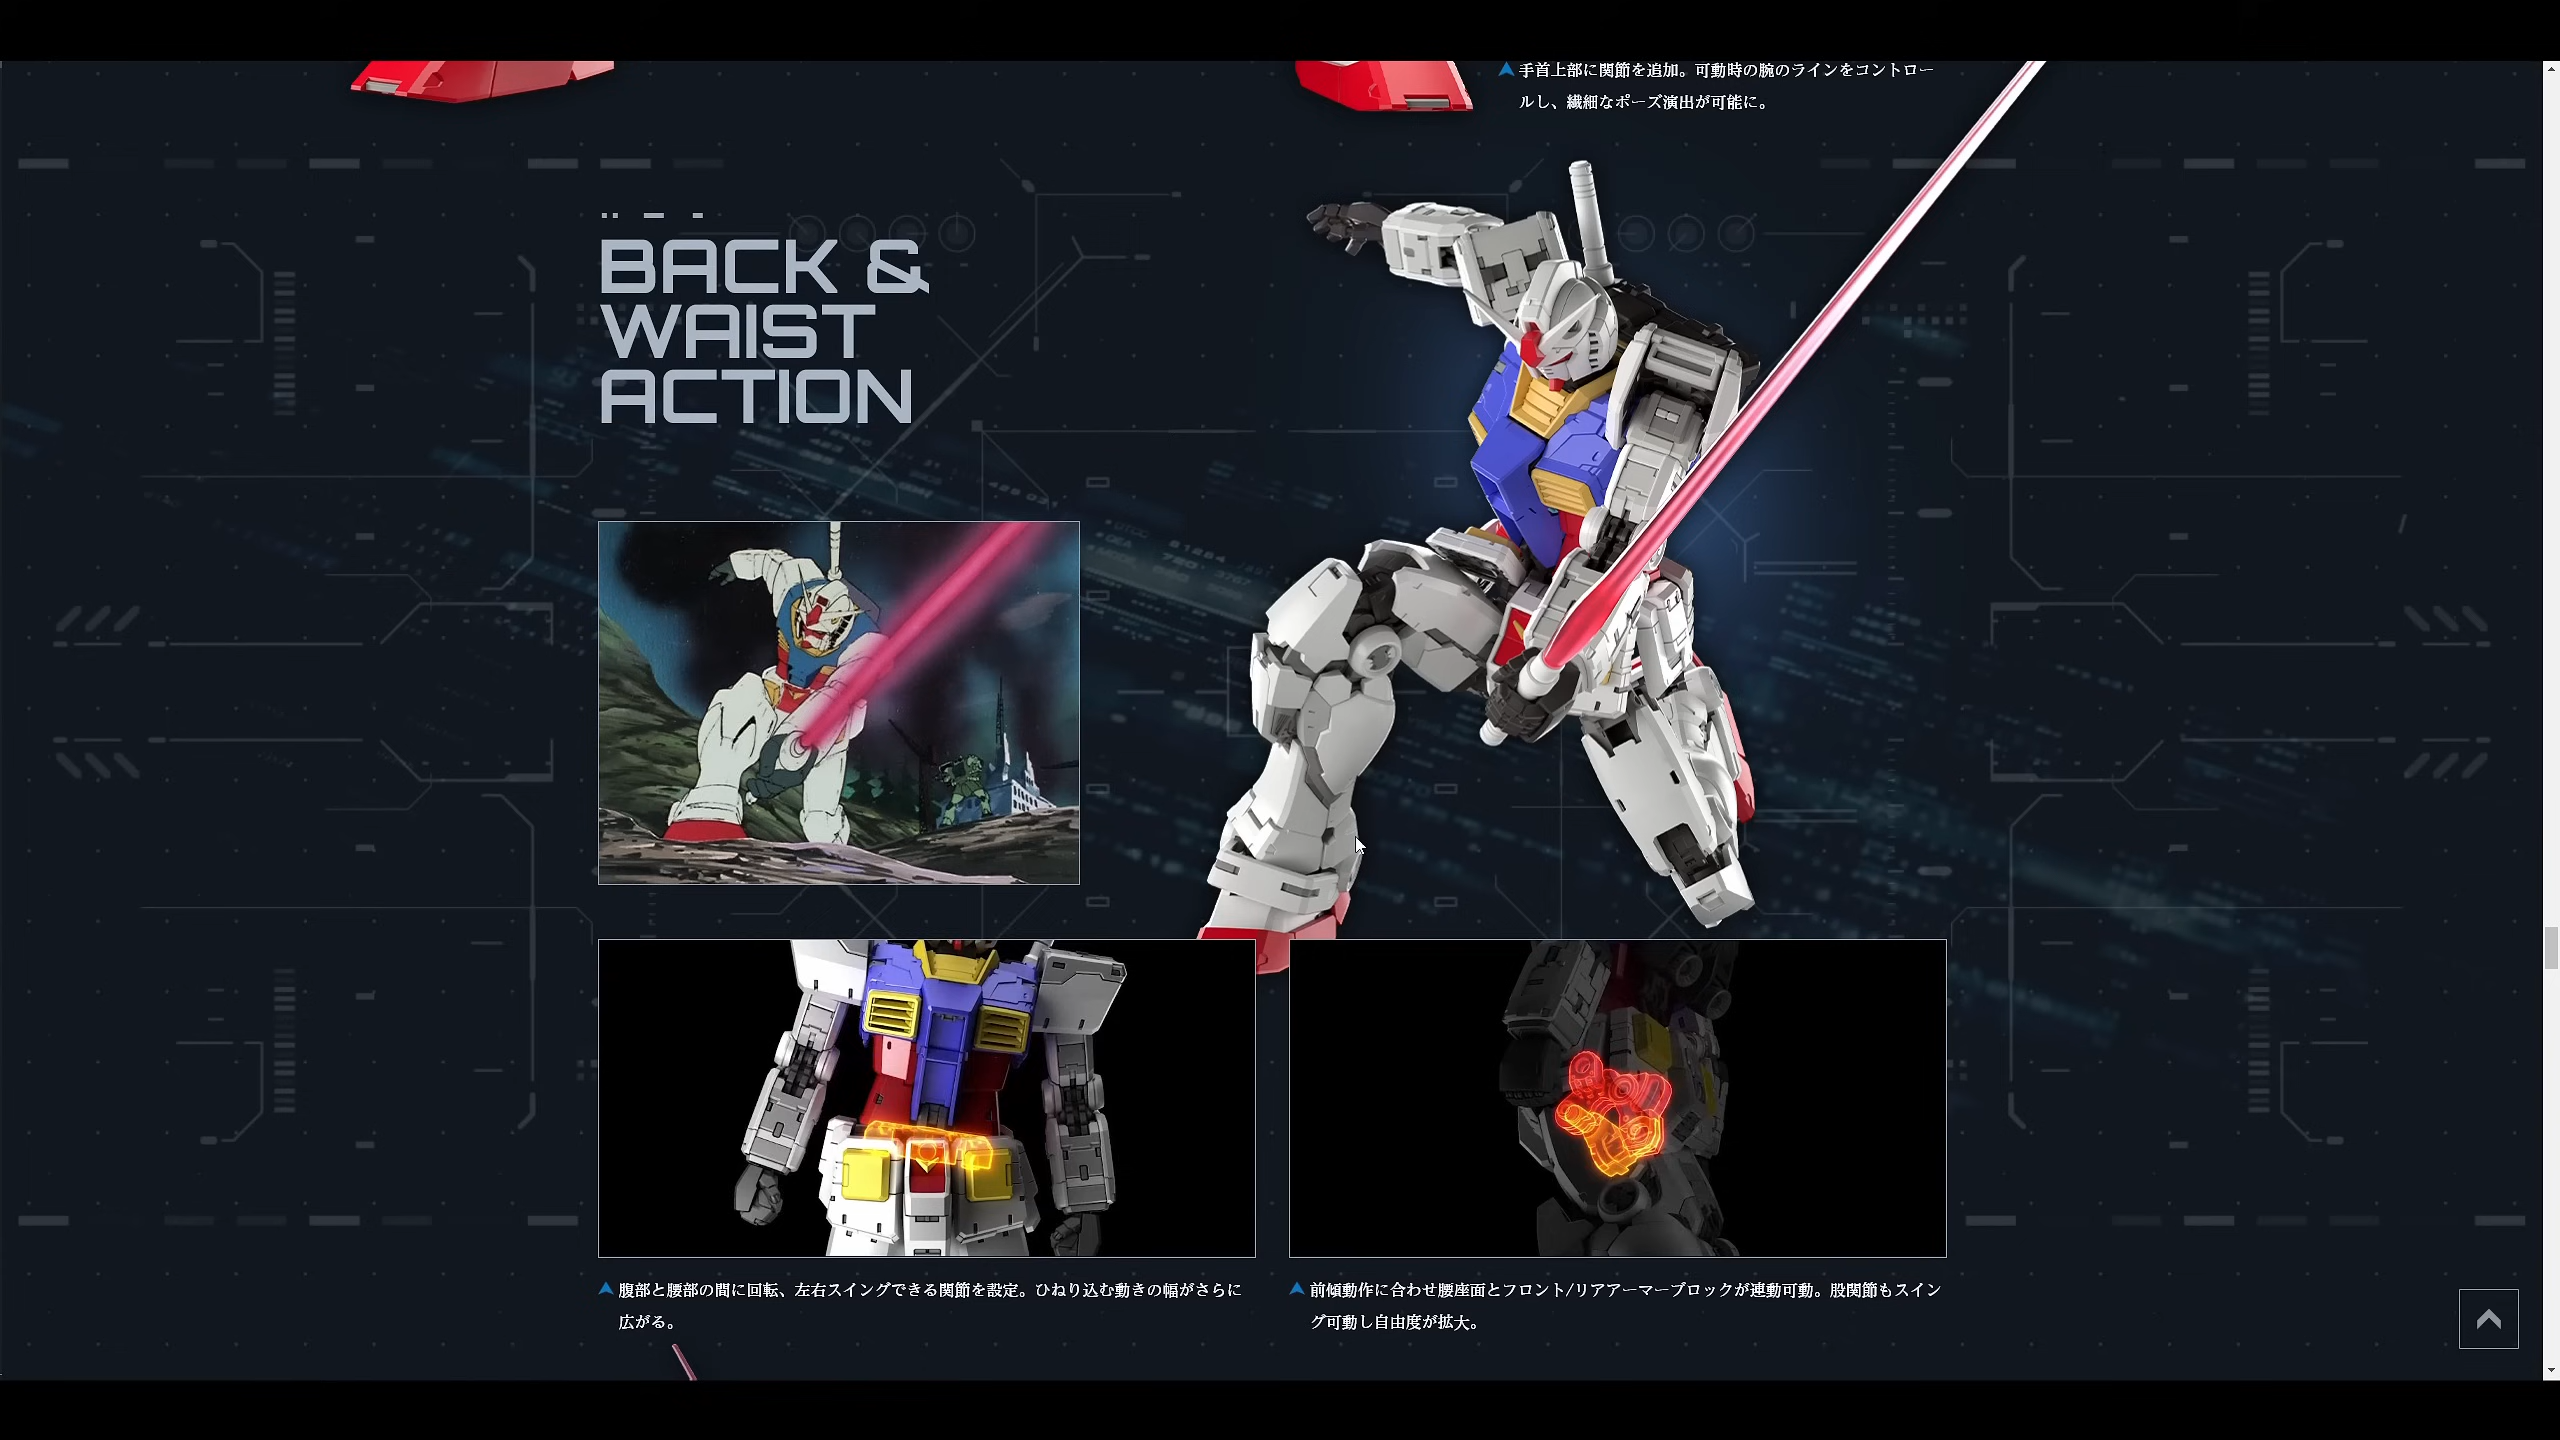 手首上部に関節を追加。可動時の腕のラインをコントロー
ルし、繊細なポーズ演出が可能に。
BACK &
WAIST
ACTION
腹部と腰部の間に回転、左右スイングできる関節を設定。ひねり込む動きの幅がさらに
広がる。
前傾動作に合わせ腰座面とフロント/リアアーマーブロックが連動可動。股関節もスイン
グ可動し自由度が拡大。